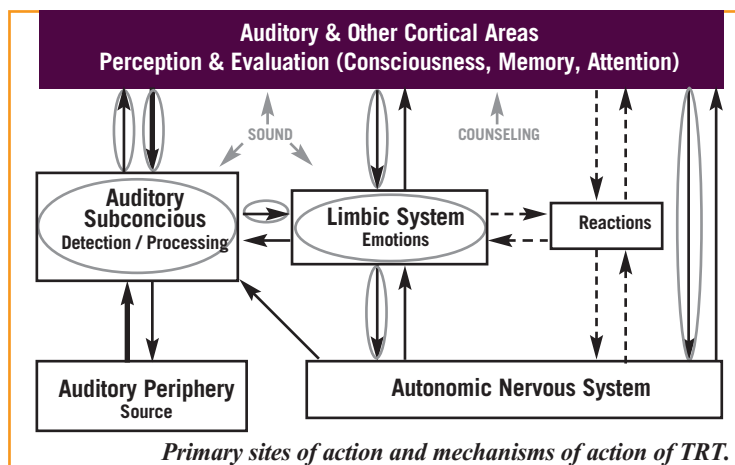 Auditory & Other Cortical Areas
Perception & Evaluation (Consciousness, Memory, Attention)
SOUND
COUNSELING
Auditory
Subconcious
Detection / Processing
Limbic System
Emotions
Reactions
Auditory Periphery
Source
Autonomic Nervous System
Primary sites of action and mechanisms of action of TRT.